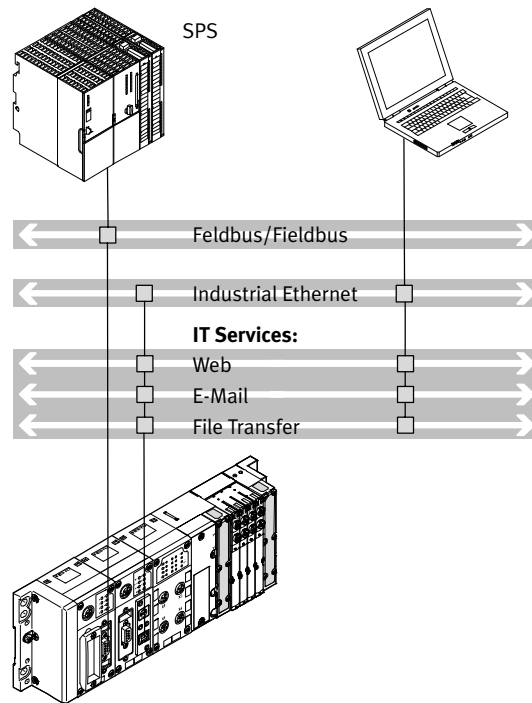 SPS
Feldbus/Fieldbus
Industrial Ethernet
IT Services:
Web
E-Mail
File Transfer